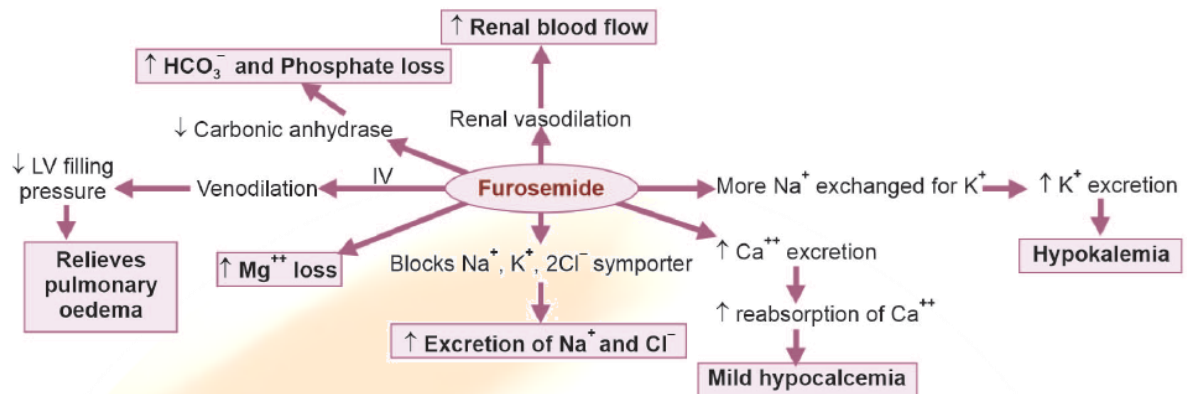 ↑ Renal blood flow
↑ HCO₃⁻ and Phosphate loss
Renal vasodilation
↓ Carbonic anhydrase
↓ LV filling
pressure
Venodilation
IV
Furosemide
More Na⁺ exchanged for K⁺
↑ K⁺ excretion
Relieves
pulmonary
oedema
↑ Mg⁺⁺ loss
Blocks Na⁺, K⁺, 2Cl⁻ symporter
↑ Ca⁺⁺ excretion
Hypokalemia
↑ Excretion of Na⁺ and Cl⁻
↑ reabsorption of Ca⁺⁺
Mild hypocalcemia